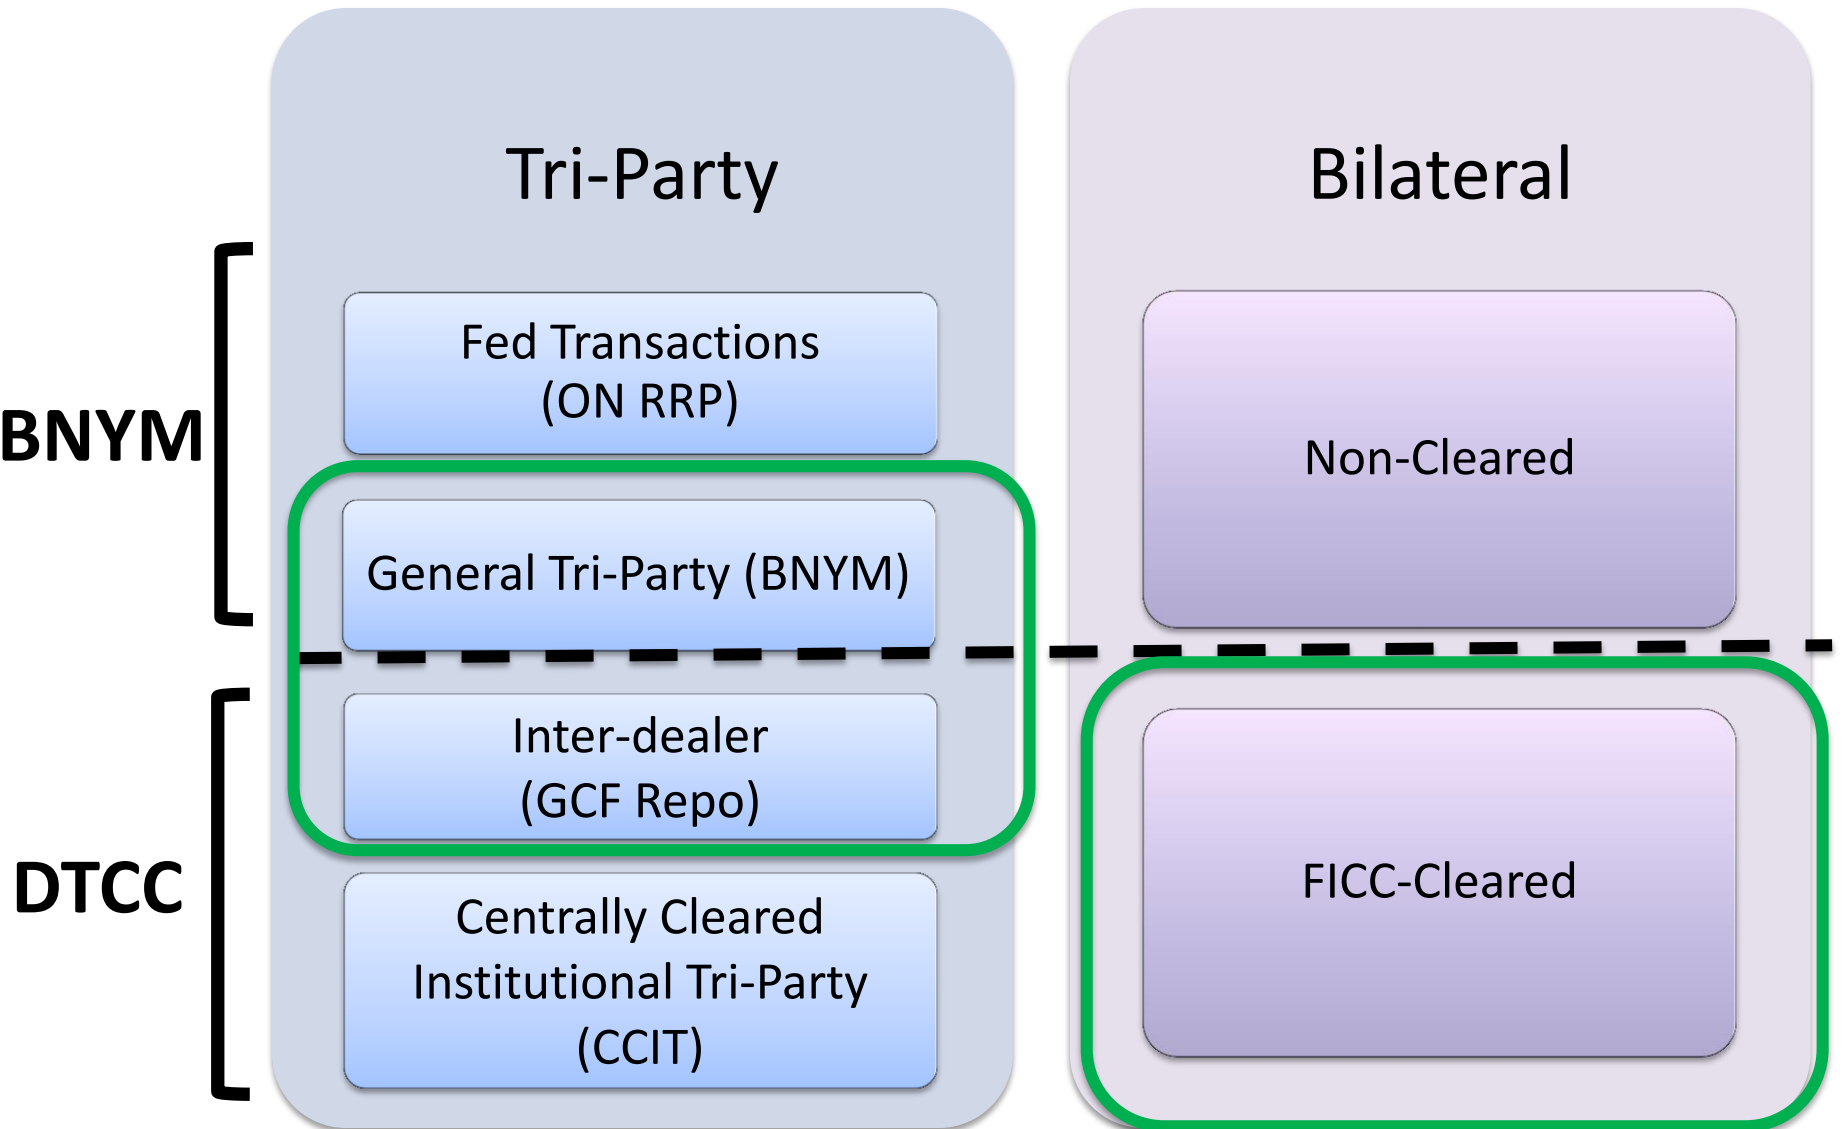 Tri-Party
Bilateral
BNYM
Fed Transactions
(ON RRP)
General Tri-Party (BNYM)
Non-Cleared
DTCC
Inter-dealer
(GCF Repo)
Centrally Cleared
Institutional Tri-Party
(CCIT)
FICC-Cleared